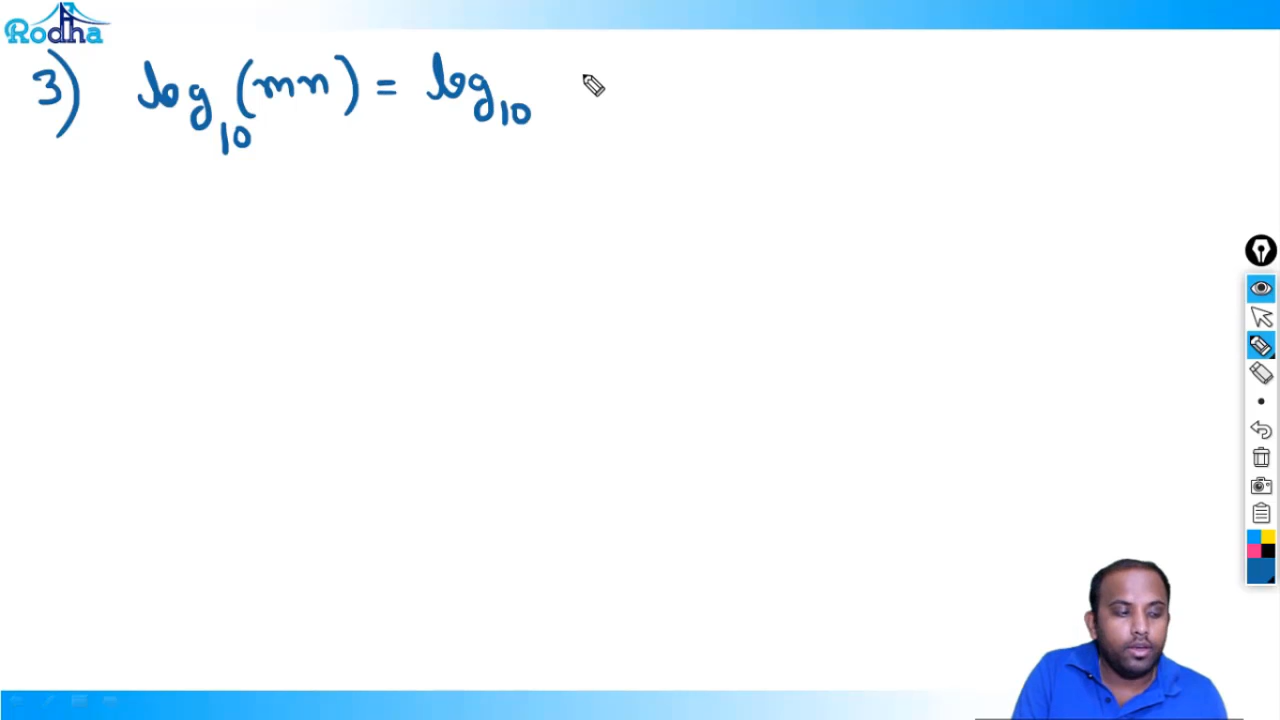 Rodha
3) log₁₀(mn) = log₁₀